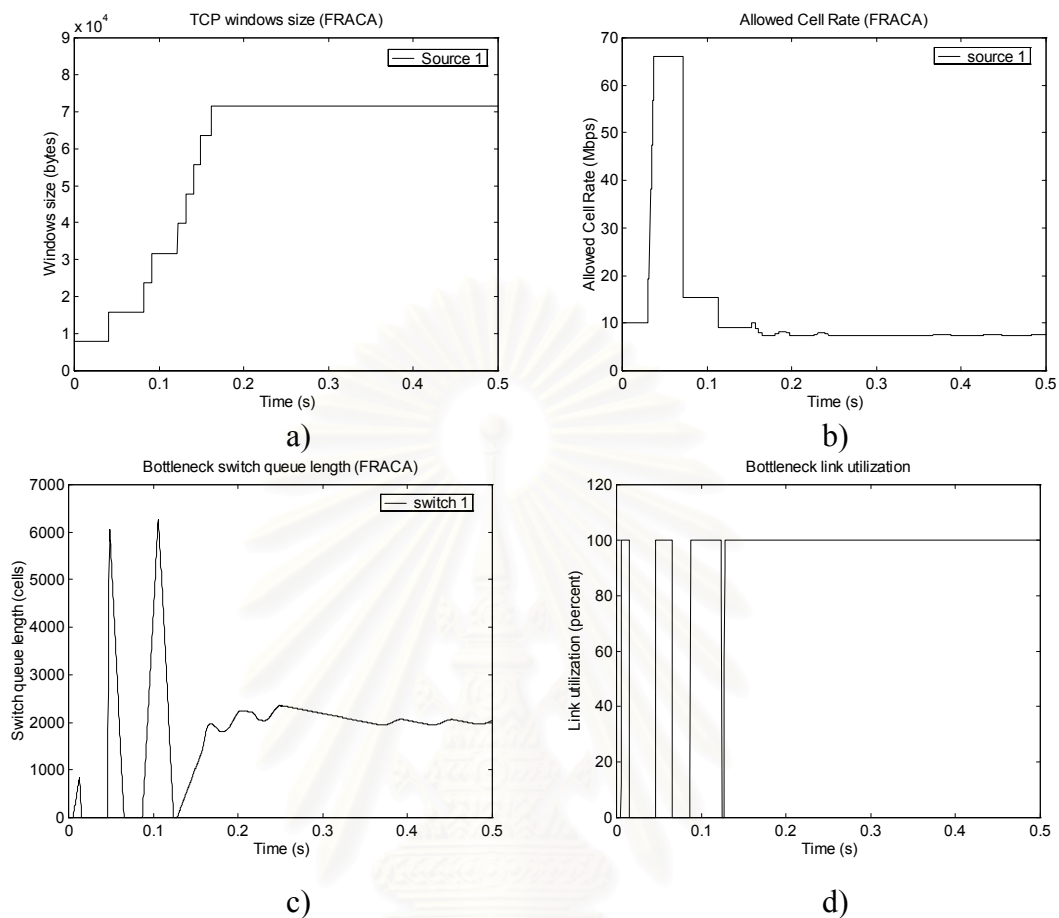 TCP windows size (FRACA)
x 10^4
Source 1
9
8
7
6
5
4
3
2
1
0
Windows size (bytes)
0 0.1 0.2 0.3 0.4 0.5
Time (s)
a)
Allowed Cell Rate (FRACA)
source 1
70
60
50
40
30
20
10
0
Allowed Cell Rate (Mbps)
0 0.1 0.2 0.3 0.4 0.5
Time (s)
b)
Bottleneck switch queue length (FRACA)
switch 1
7000
6000
5000
4000
3000
2000
1000
0
Switch queue length (cells)
0 0.1 0.2 0.3 0.4 0.5
Time (s)
c)
Bottleneck link utilization
120
100
80
60
40
20
0
Link utilization (percent)
0 0.1 0.2 0.3 0.4 0.5
Time (s)
d)